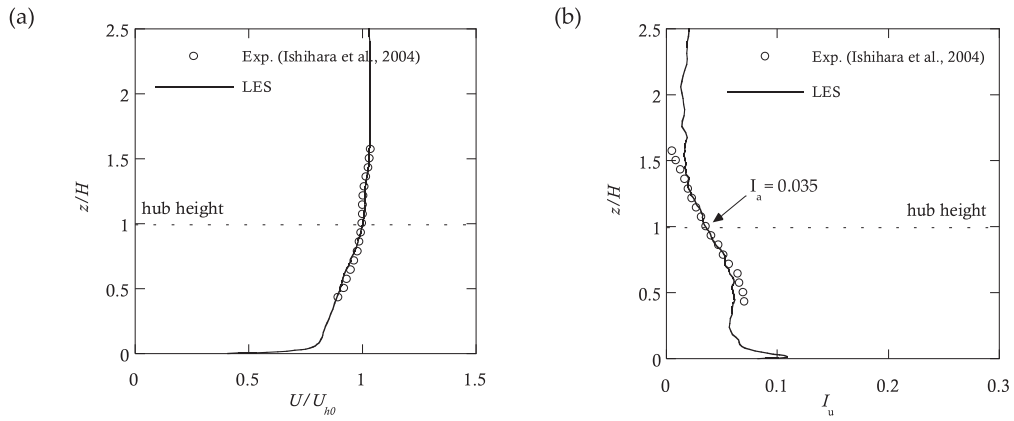 (a)
2.5
Exp. (Ishihara et al., 2004)
2
LES
1.5
z/H
hub height
1
0.5
0
0
0.5
1
1.5
U/U_h0
(b)
2.5
Exp. (Ishihara et al., 2004)
2
LES
1.5
I_a = 0.035
z/H
hub height
1
0.5
0
0
0.1
0.2
0.3
I_u